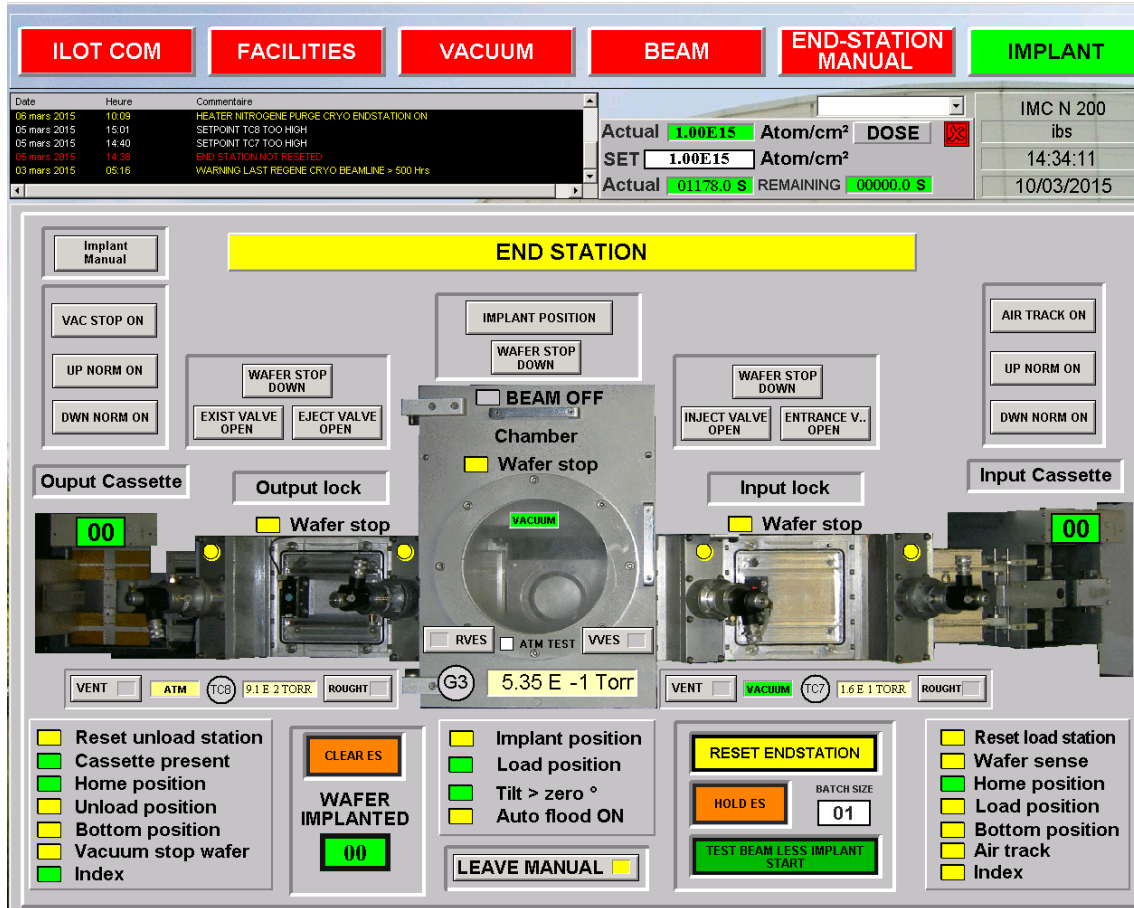 ILOT COM
FACILITIES
VACUUM
BEAM
END-STATION
MANUAL
IMPLANT
Date Heure Commentaire
06 mars 2015 10:09 HEATER NITROGENE PURGE CRYO ENDSTATION ON
05 mars 2015 15:01 SETPOINT TC8 TOO HIGH
05 mars 2015 14:40 SETPOINT TC7 TOO HIGH
05 mars 2015 14:38 END STATION NOT RESETED
03 mars 2015 05:16 WARNING LAST REGENE CRYO BEAMLINE > 500 Hrs
Actual 1.00E15 Atom/cm² DOSE
SET 1.00E15 Atom/cm²
Actual 01178.0 S REMAINING 00000.0 S
IMC N 200
ibs
14:34:11
10/03/2015
Implant
Manual
END STATION
VAC STOP ON
UP NORM ON
DWN NORM ON
WAFER STOP
DOWN
EXIST VALVE
OPEN
EJECT VALVE
OPEN
IMPLANT POSITION
WAFER STOP
DOWN
BEAM OFF
Chamber
Wafer stop
VACUUM
WAFER STOP
DOWN
INJECT VALVE
OPEN
ENTRANCE V..
OPEN
AIR TRACK ON
UP NORM ON
DWN NORM ON
Ouput Cassette
Output lock
Input lock
Input Cassette
00
Wafer stop
Wafer stop
00
RVES
ATM TEST
VVES
VENT ATM TC8 9.1 E 2 TORR ROUGHT
G3 5.35 E -1 Torr
VENT VACUUM TC7 1.6 E 1 TORR ROUGHT
Reset unload station
Cassette present
Home position
Unload position
Bottom position
Vacuum stop wafer
Index
CLEAR ES
WAFER
IMPLANTED
00
Implant position
Load position
Tilt > zero °
Auto flood ON
LEAVE MANUAL
RESET ENDSTATION
HOLD ES
BATCH SIZE
01
TEST BEAM LESS IMPLANT
START
Reset load station
Wafer sense
Home position
Load position
Bottom position
Air track
Index